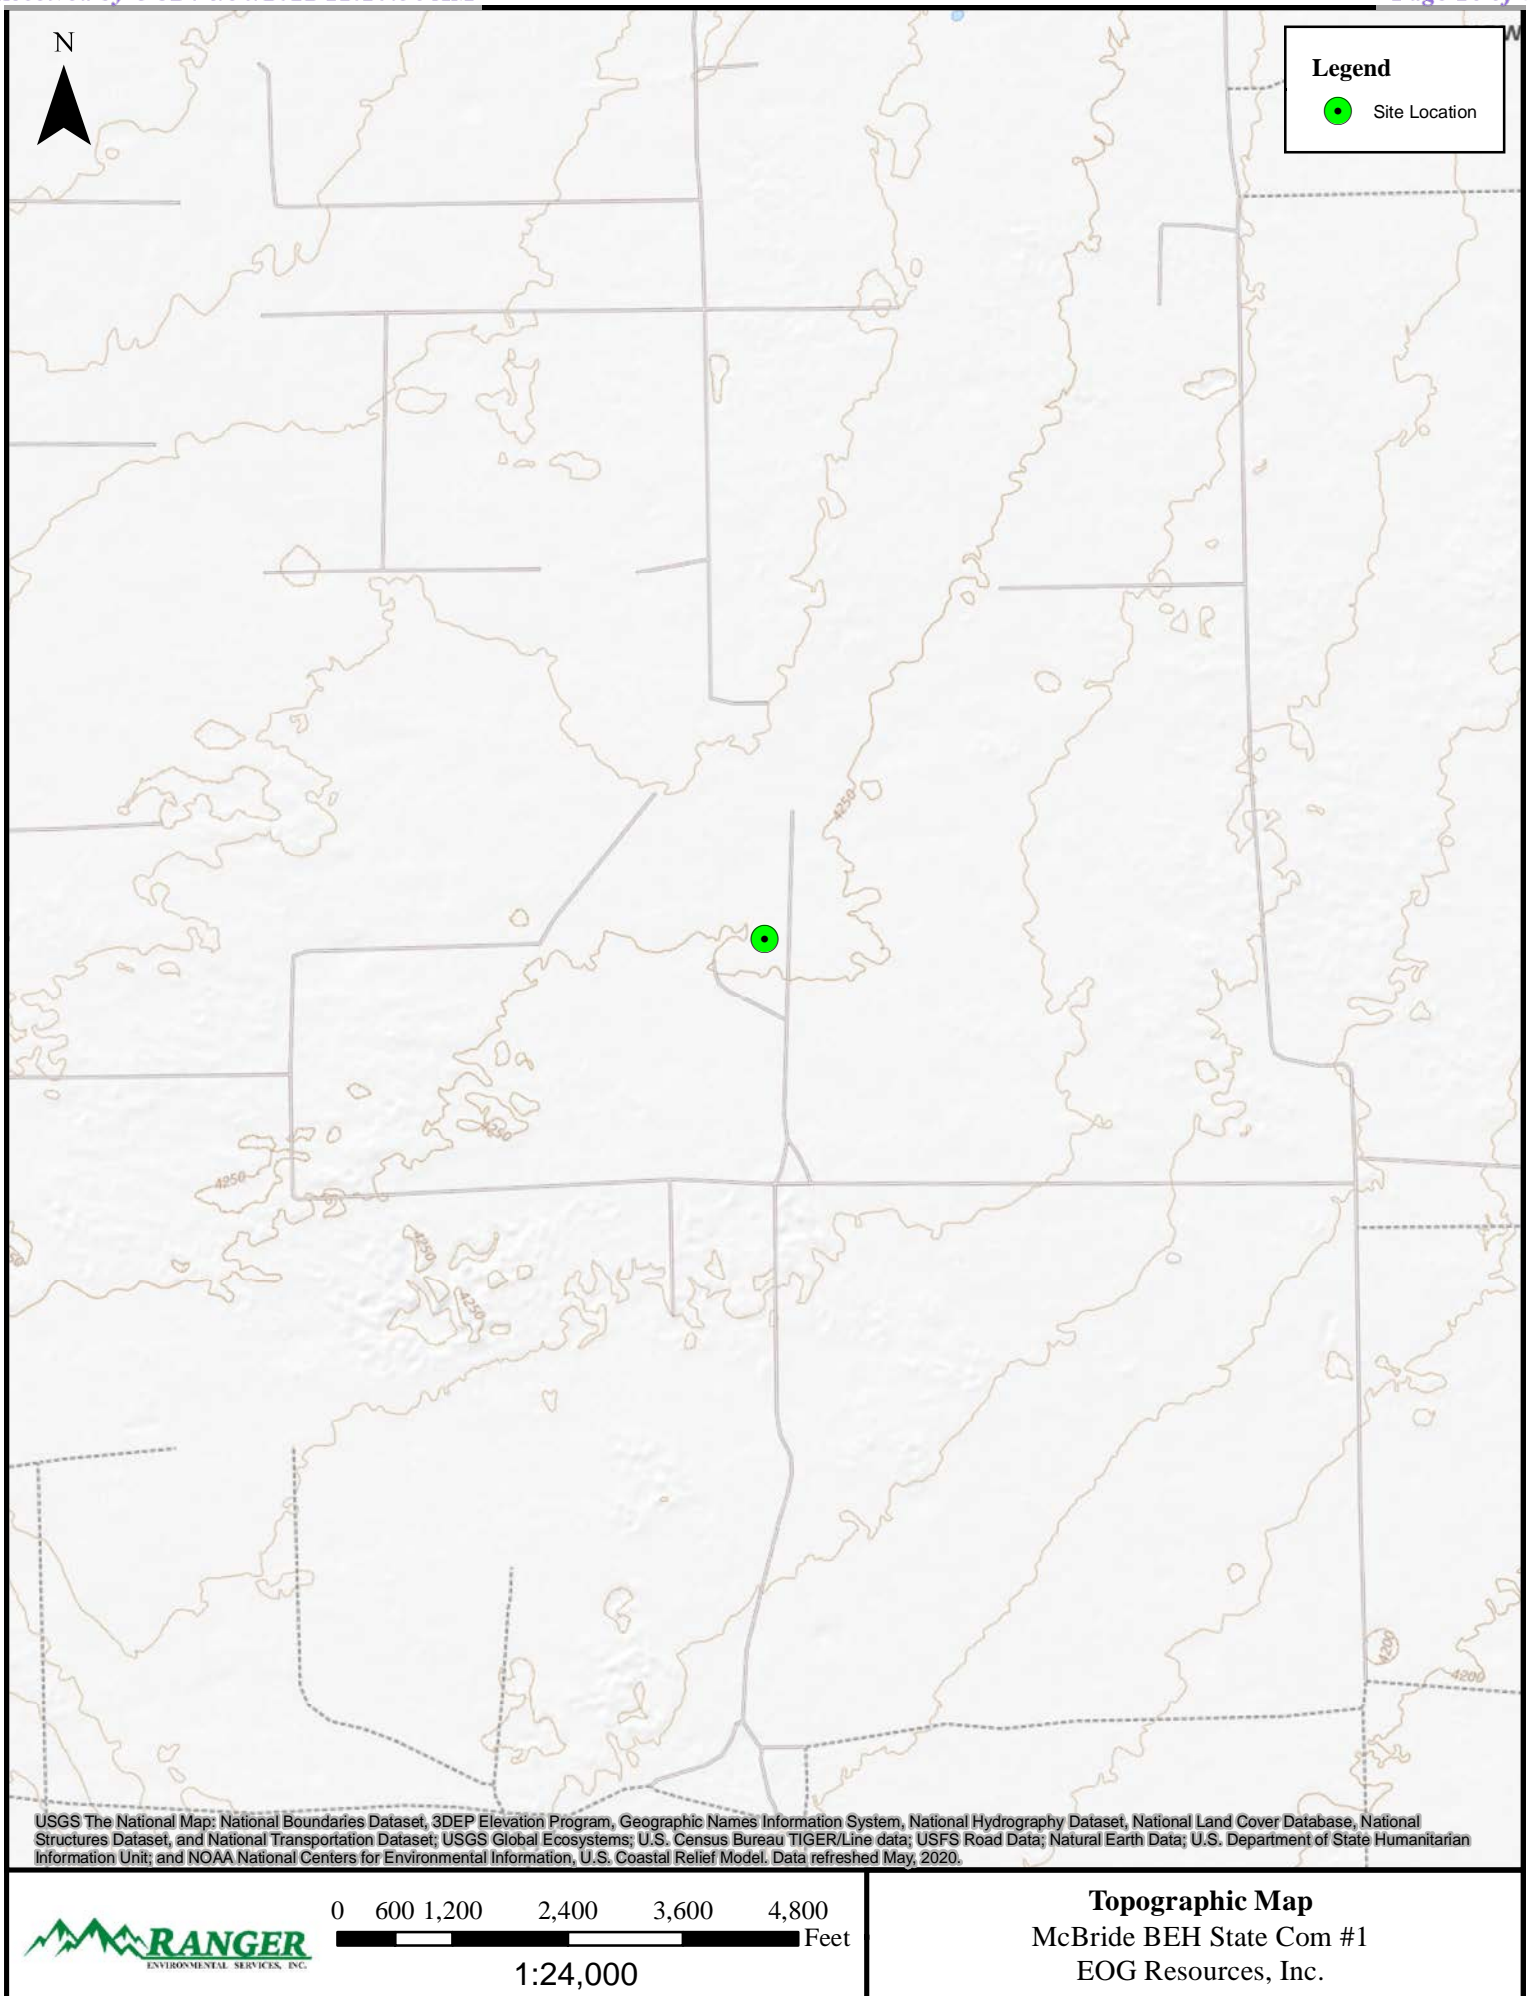 N
Legend
Site Location
4250
4250
4250
4250
4250
4200
4200
USGS The National Map: National Boundaries Dataset, 3DEP Elevation Program, Geographic Names Information System, National Hydrography Dataset, National Land Cover Database, National
Structures Dataset, and National Transportation Dataset; USGS Global Ecosystems; U.S. Census Bureau TIGER/Line data; USFS Road Data; Natural Earth Data; U.S. Department of State Humanitarian
Information Unit; and NOAA National Centers for Environmental Information, U.S. Coastal Relief Model. Data refreshed May, 2020.
RANGER
ENVIRONMENTAL SERVICES, INC.
0 600 1,200 2,400 3,600 4,800
Feet
1:24,000
Topographic Map
McBride BEH State Com #1
EOG Resources, Inc.